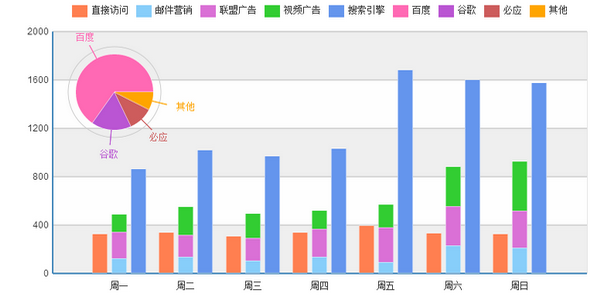 直接访问 邮件营销 联盟广告 视频广告 搜索引擎 百度 谷歌 必应 其他
2000
百度
1600
其他
1200
必应
谷歌
800
400
0
周一 周二 周三 周四 周五 周六 周日